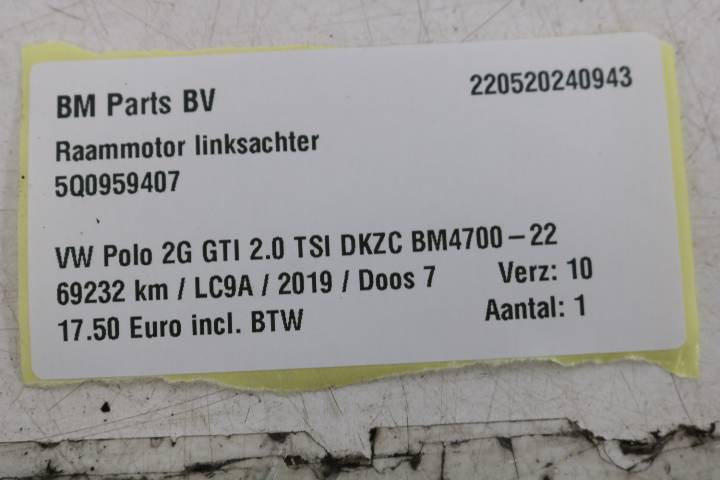 BM Parts BV 220520240943
Raammotor linksachter
5Q0959407
VW Polo 2G GTI 2.0 TSI DKZC BM4700-22
69232 km / LC9A / 2019 / Doos 7 Verz: 10
17.50 Euro incl. BTW Aantal: 1